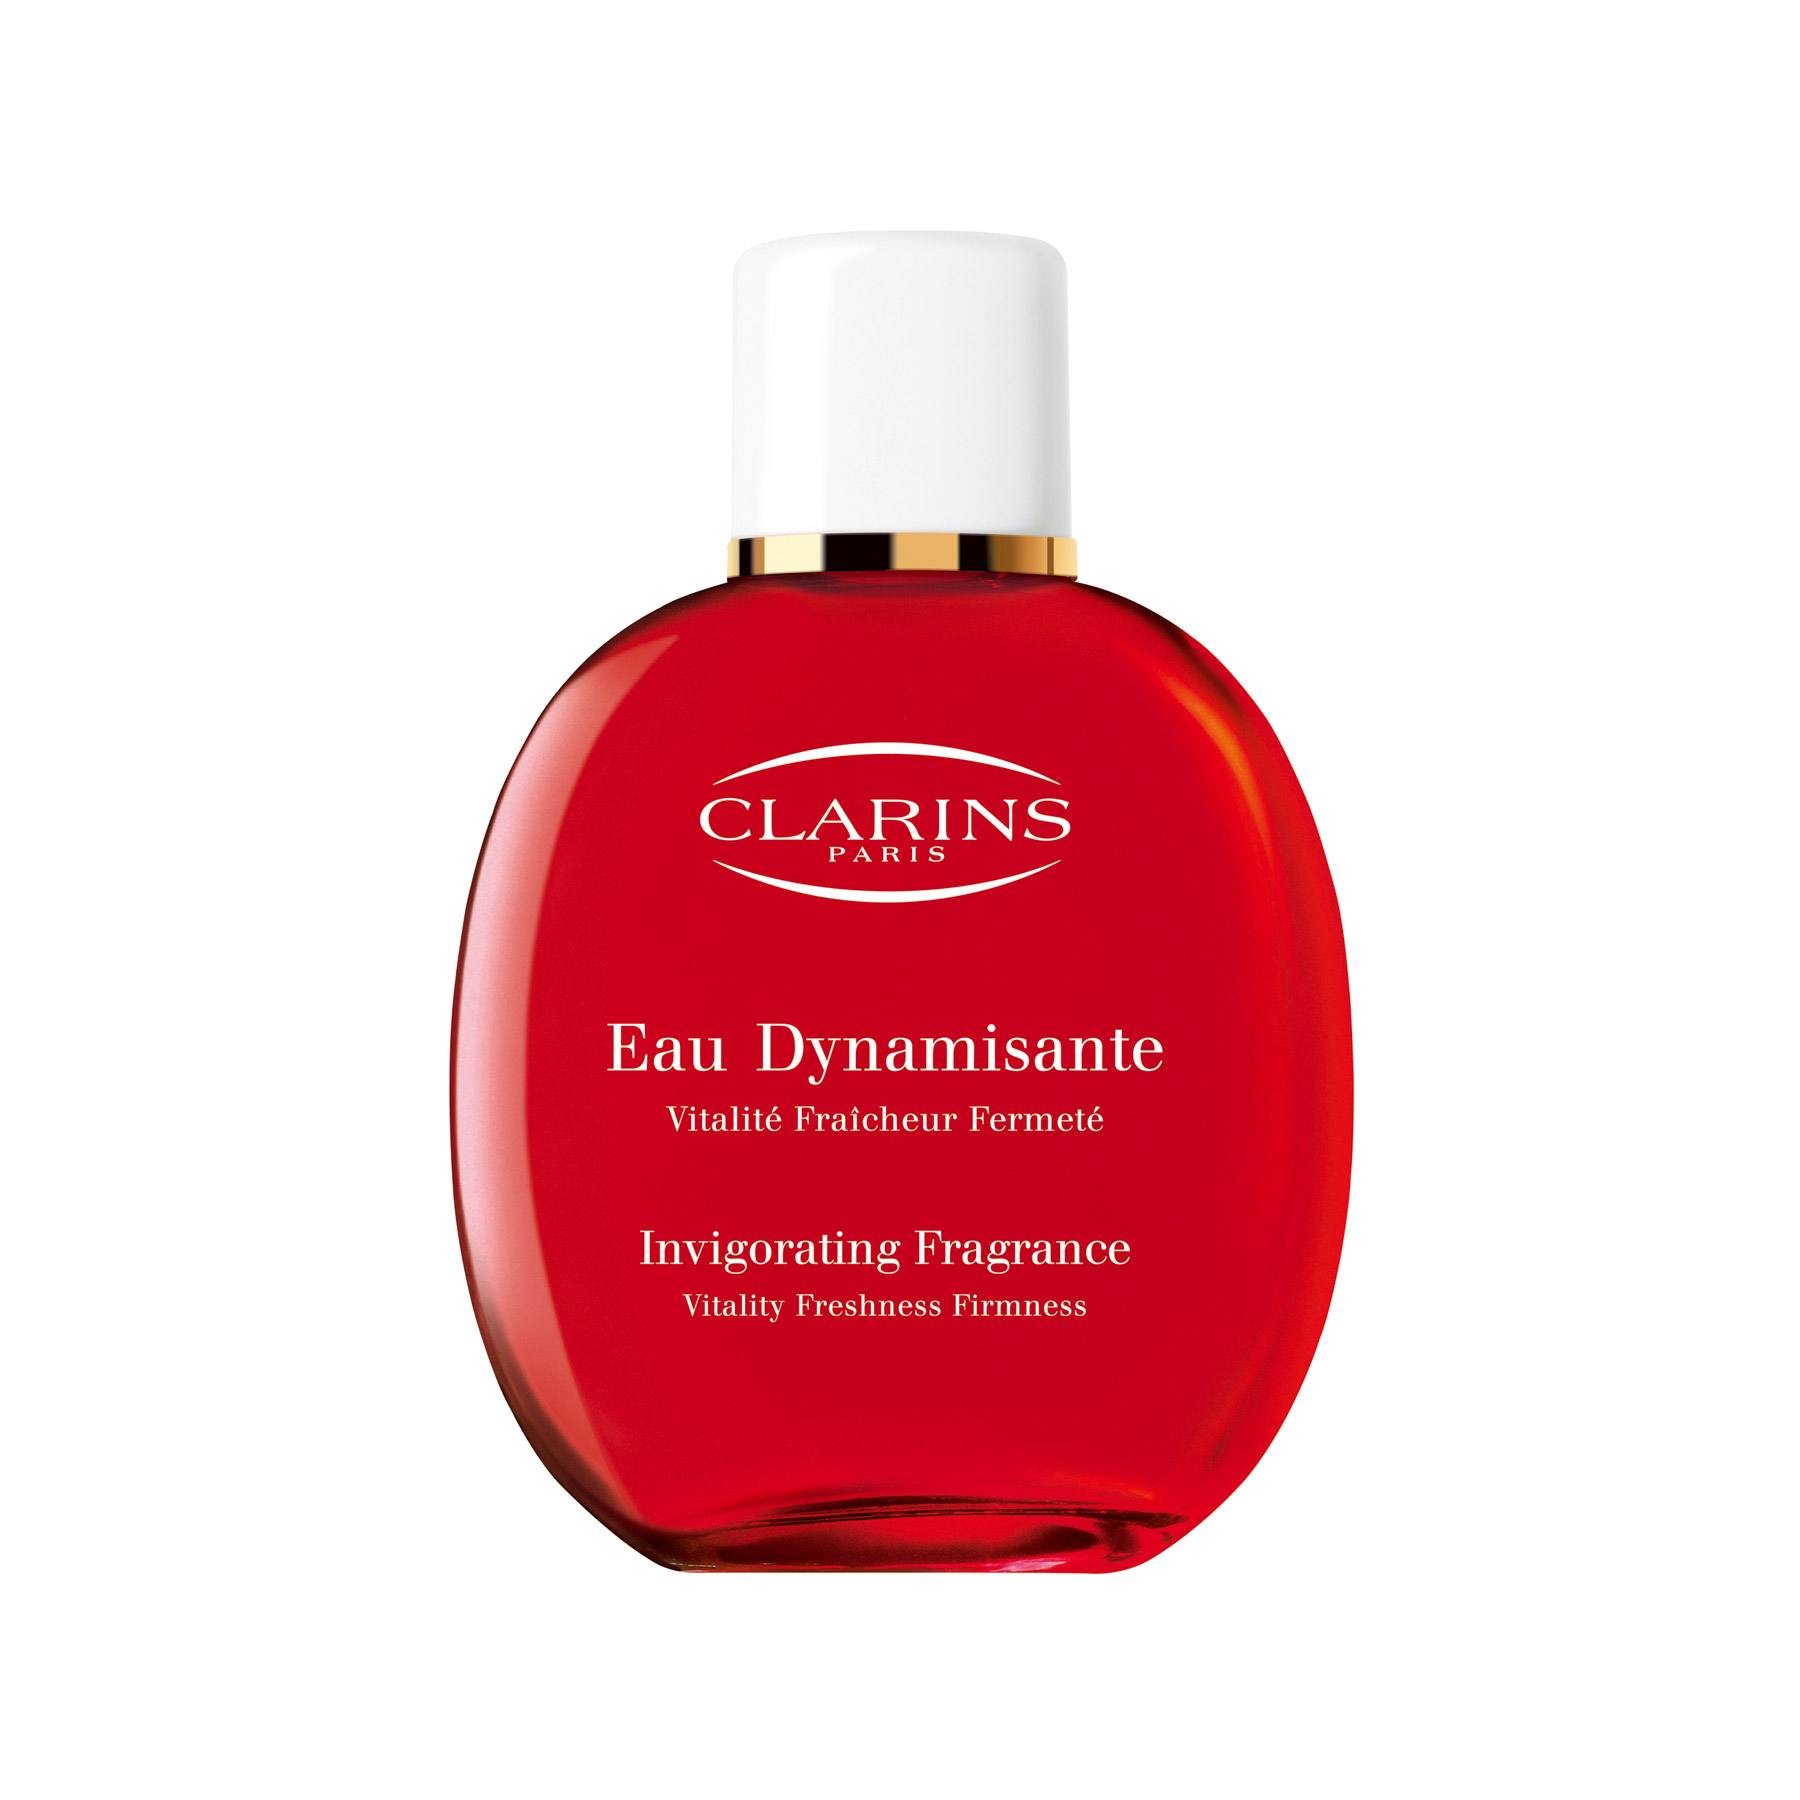 CLARINS
PARIS
Eau Dynamisante
Vitalité Fraîcheur Fermeté
Invigorating Fragrance
Vitality Freshness Firmness